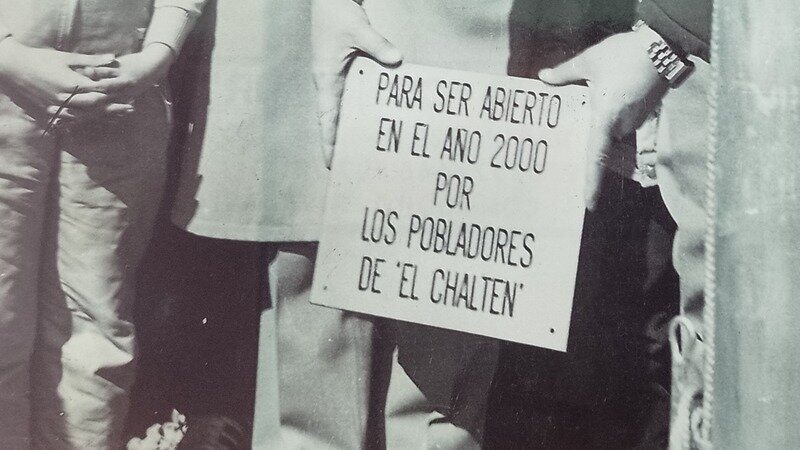 PARA SER ABIERTO
EN EL AÑO 2000
POR
LOS POBLADORES
DE 'EL CHALTEN'